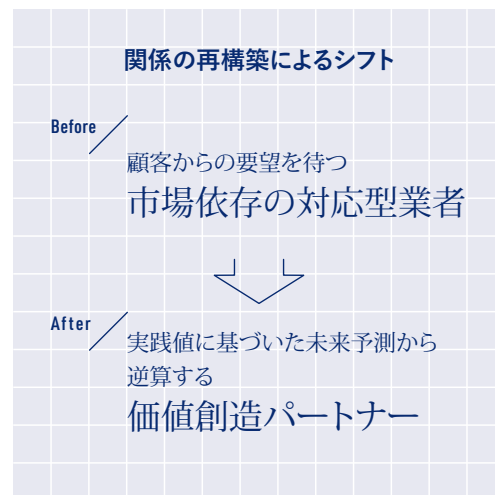 関係の再構築によるシフト
Before
顧客からの要望を待つ
市場依存の対応型業者
After
実践値に基づいた未来予測から
逆算する
価値創造パートナー